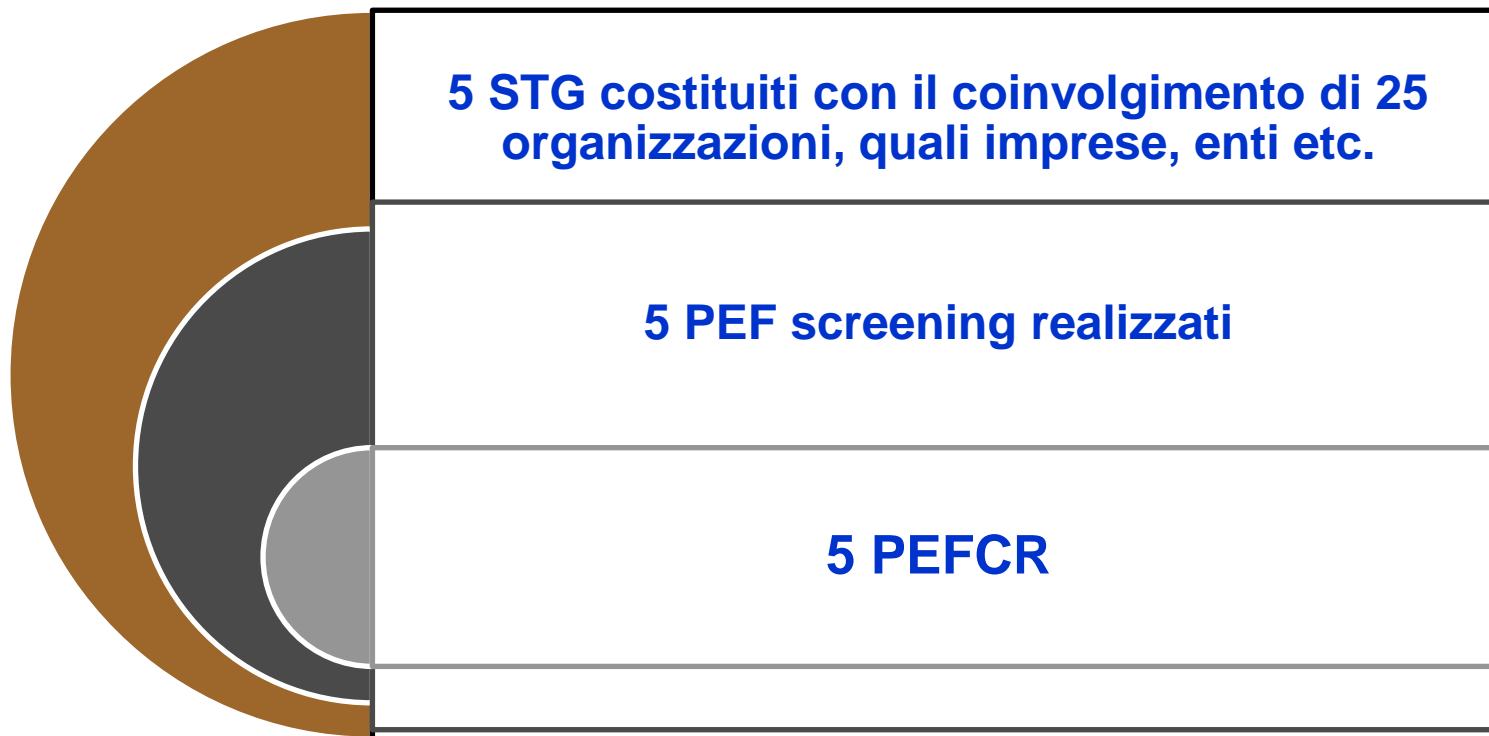 5 STG costituiti con il coinvolgimento di 25
organizzazioni, quali imprese, enti etc.
5 PEF screening realizzati
5 PEFCR